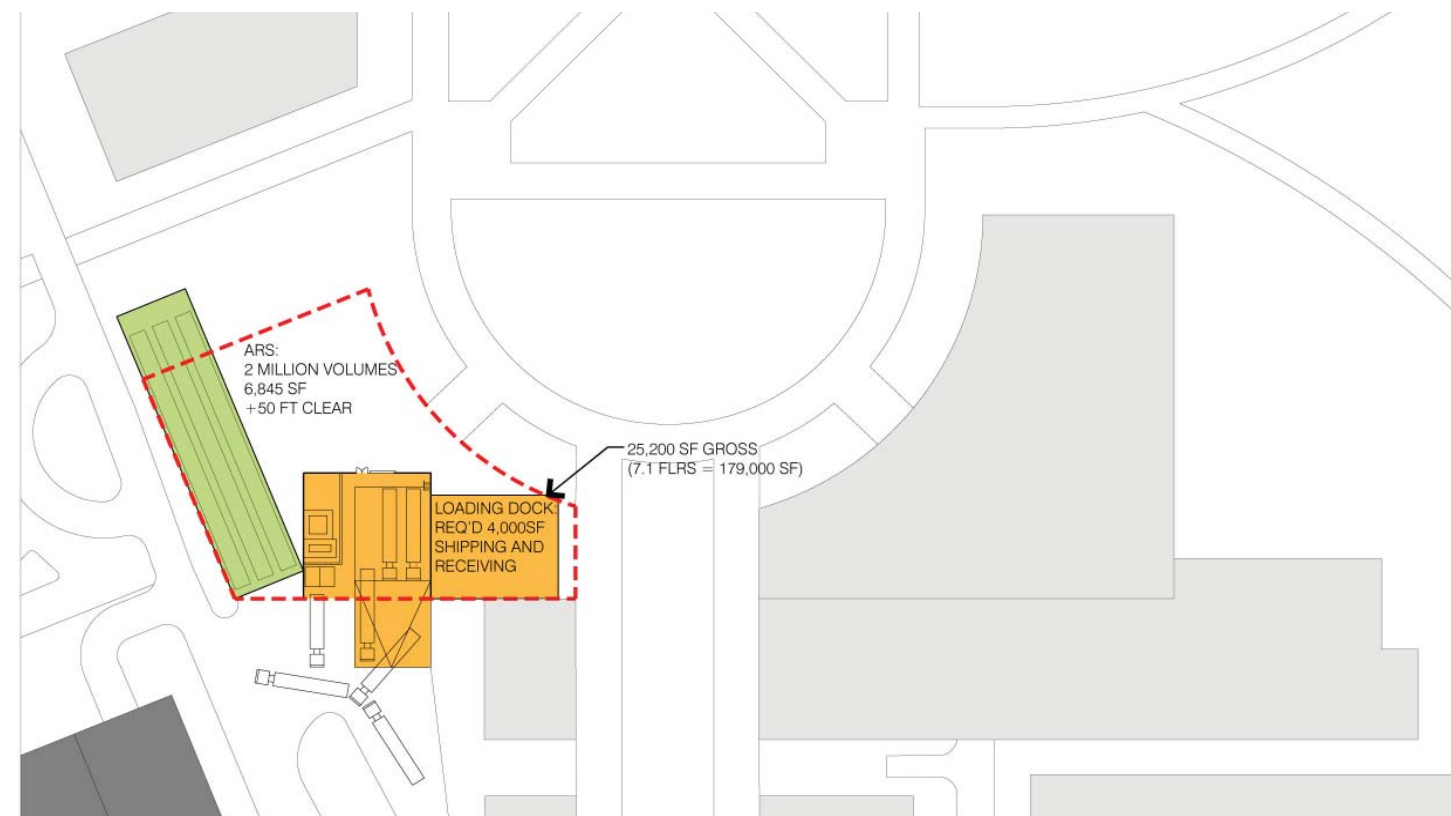 ARS:
2 MILLION VOLUMES
6,845 SF
+50 FT CLEAR
25,200 SF GROSS
(7.1 FLRS = 179,000 SF)
LOADING DOCK:
REQ'D 4,000SF
SHIPPING AND
RECEIVING